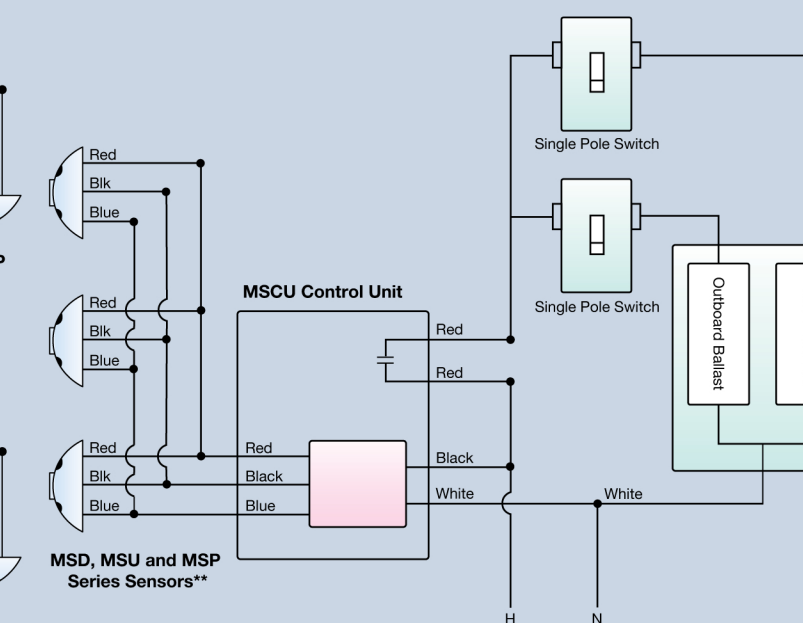 Single Pole Switch
Red
Blk
Blue
P
MSCU Control Unit
Single Pole Switch
Outboard Ballast
Red
Blk
Blue
Red
Red
Red
Blk
Blue
Red
Black
Blue
Black
White
White
MSD, MSU and MSP
Series Sensors**
H
N